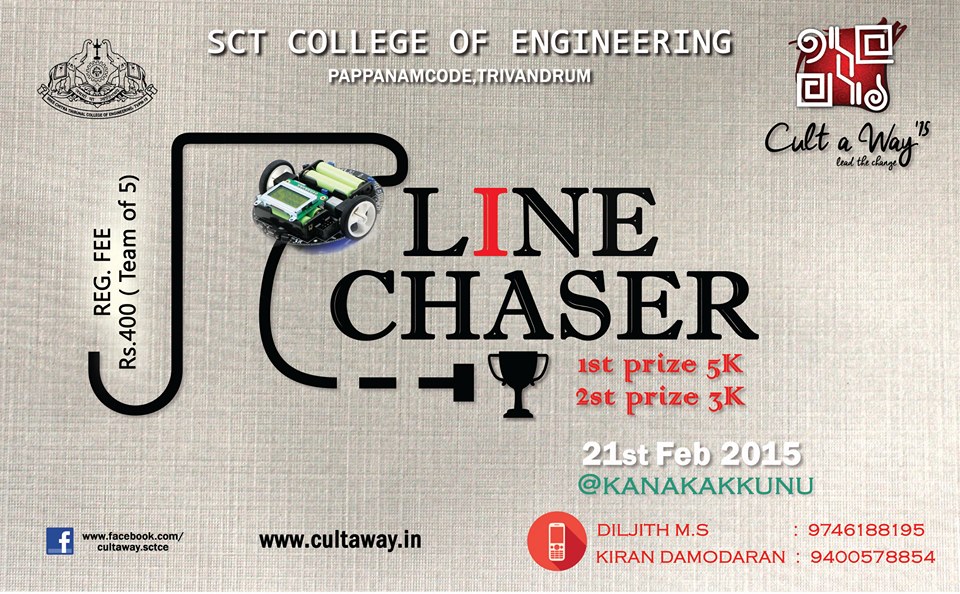 SCT COLLEGE OF ENGINEERING
PAPPANAMCODE,TRIVANDRUM
Cult a Way '15
lead the change
REG. FEE
Rs.400 ( Team of 5)
LINE
CHASER
1st prize 5K
2st prize 3K
21st Feb 2015
@KANAKAKKUNU
www.facebook.com/
cultaway.sctce
www.cultaway.in
DILJITH M.S : 9746188195
KIRAN DAMODARAN : 9400578854